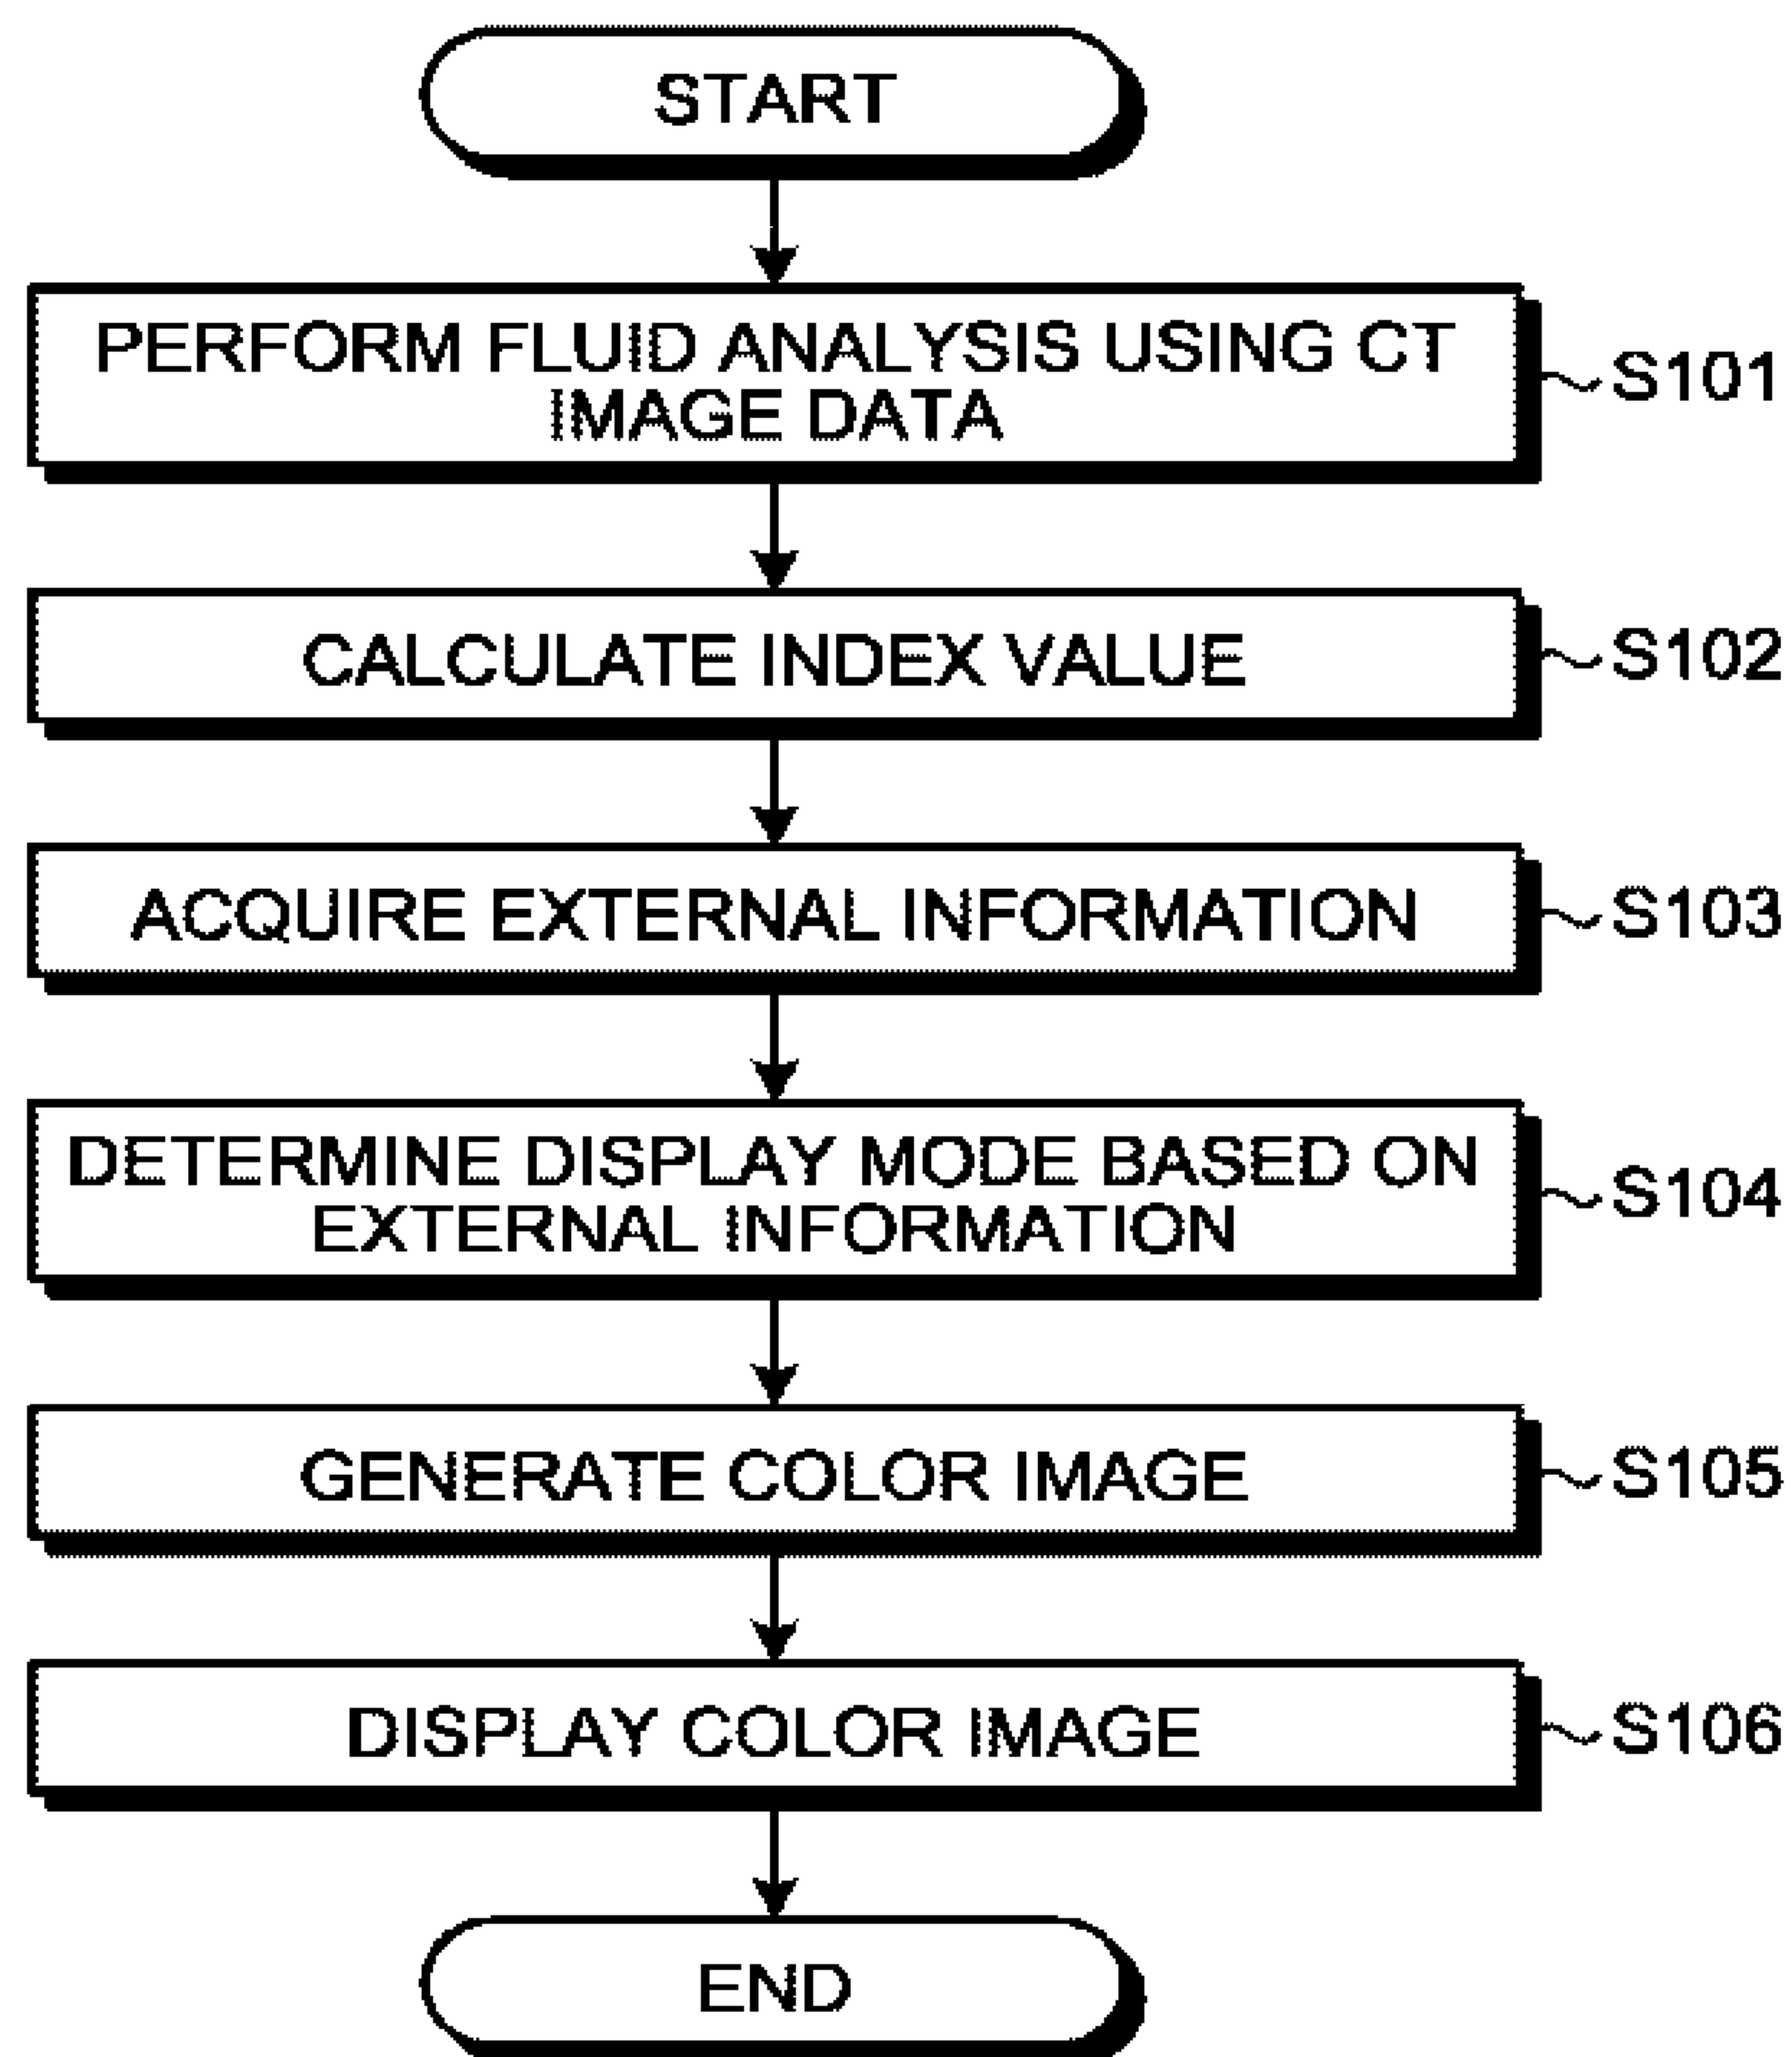 START
PERFORM FLUID ANALYSIS USING CT
IMAGE DATA
S101
CALCULATE INDEX VALUE
S102
ACQUIRE EXTERNAL INFORMATION
S103
DETERMINE DISPLAY MODE BASED ON
EXTERNAL INFORMATION
S104
GENERATE COLOR IMAGE
S105
DISPLAY COLOR IMAGE
S106
END